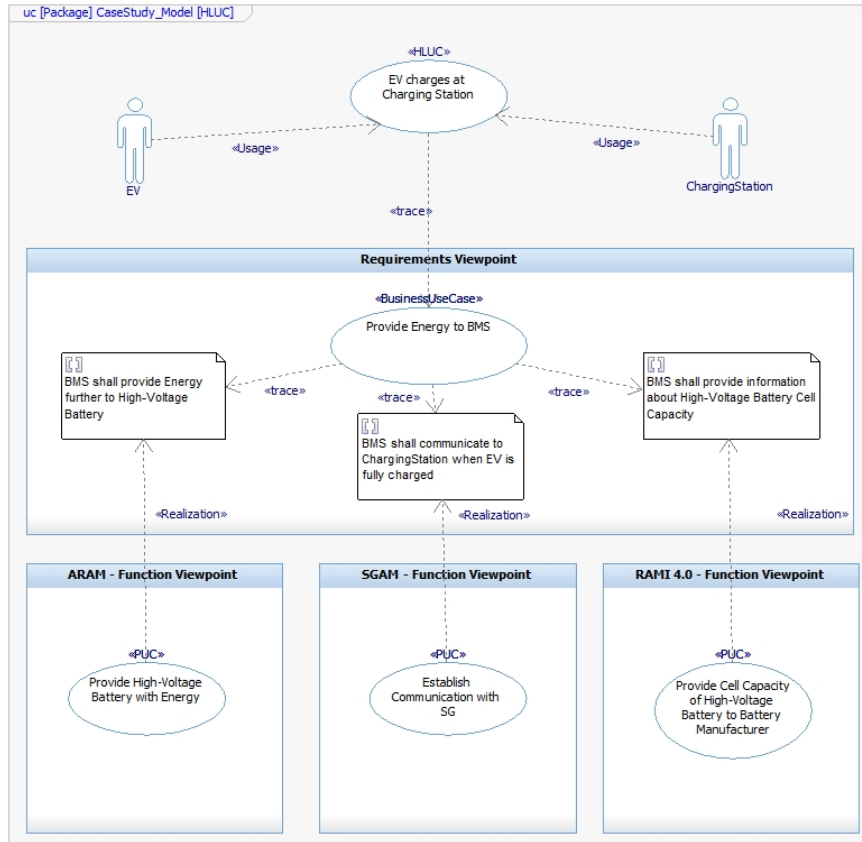 uc [Package] CaseStudy_Model [HLUC]
«HLUC»
EV charges at
Charging Station
«Usage»
«Usage»
EV
ChargingStation
«trace»
Requirements Viewpoint
«BusinessUseCase»
Provide Energy to BMS
BMS shall provide Energy
further to High-Voltage
Battery
«trace»
«trace»
«trace»
BMS shall provide information
about High-Voltage Battery Cell
Capacity
BMS shall communicate to
ChargingStation when EV is
fully charged
«Realization»
«Realization»
«Realization»
ARAM - Function Viewpoint
SGAM - Function Viewpoint
RAMI 4.0 - Function Viewpoint
«PUC»
Provide High-Voltage
Battery with Energy
«PUC»
Establish
Communication with
SG
«PUC»
Provide Cell Capacity
of High-Voltage
Battery to Battery
Manufacturer